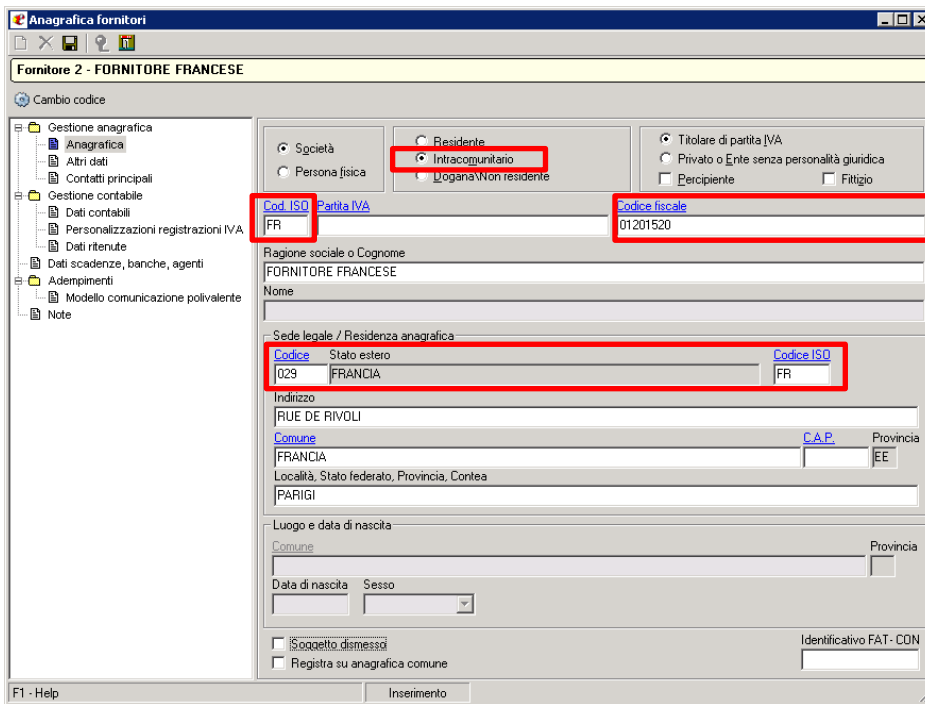 Anagrafica fornitori
Fornitore 2 - FORNITORE FRANCESE
Cambio codice
Gestione anagrafica
Anagrafica
Altri dati
Contatti principali
Gestione contabile
Dati contabili
Personalizzazioni registrazioni IVA
Dati ritenute
Dati scadenze, banche, agenti
Adempimenti
Modello comunicazione polivalente
Note
Società
Persona fisica
Residente
Intracomunitario
Dogana\Non residente
Titolare di partita IVA
Privato o Ente senza personalità giuridica
Percipiente Fittizio
Cod. ISO Partita IVA Codice fiscale
FR 01201520
Ragione sociale o Cognome
FORNITORE FRANCESE
Nome
Sede legale / Residenza anagrafica
Codice Stato estero Codice ISO
029 FRANCIA FR
Indirizzo
RUE DE RIVOLI
Comune C.A.P. Provincia
FRANCIA EE
Località, Stato federato, Provincia, Contea
PARIGI
Luogo e data di nascita
Comune Provincia
Data di nascita Sesso
Soggetto dismesso Identificativo FAT-CON
Registra su anagrafica comune
F1 - Help Inserimento